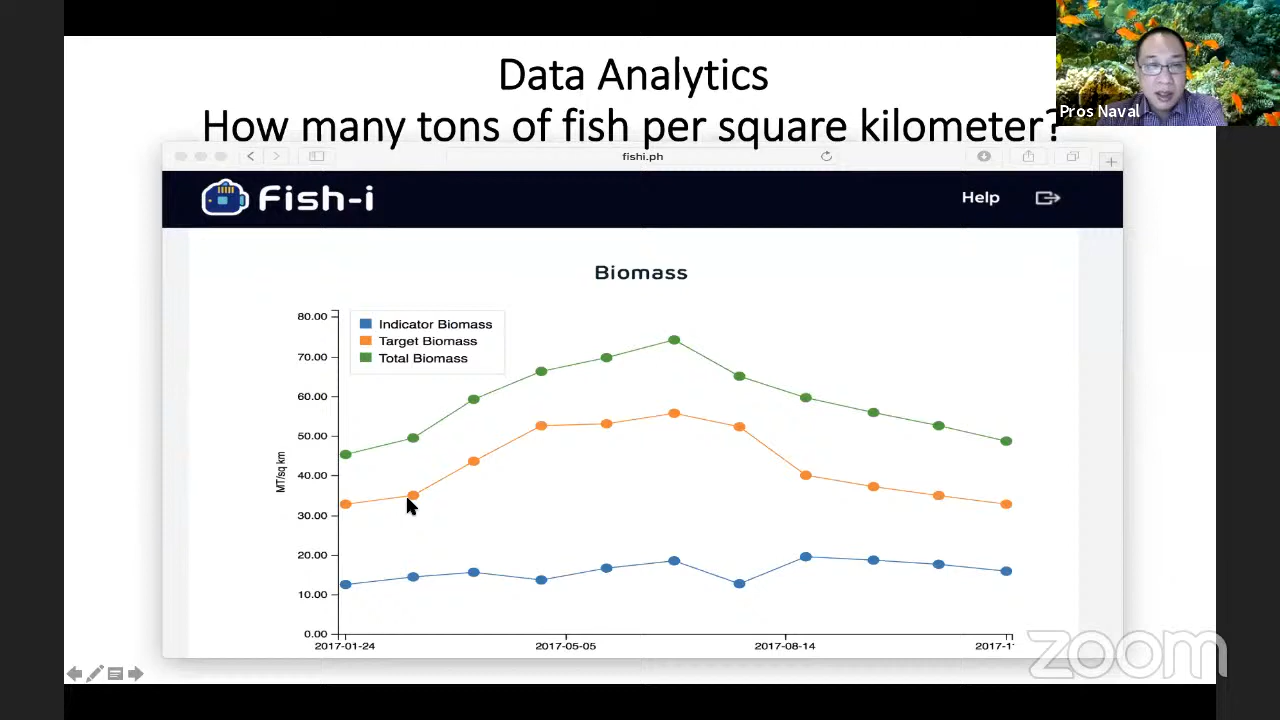 Data Analytics
How many tons of fish per square kilometer?
Pros Naval
fishi.ph
Fish-i
Help
Biomass
80.00
Indicator Biomass
Target Biomass
Total Biomass
70.00
60.00
50.00
40.00
30.00
20.00
10.00
0.00
MT/sq km
2017-01-24
2017-05-05
2017-08-14
2017-11
zoom